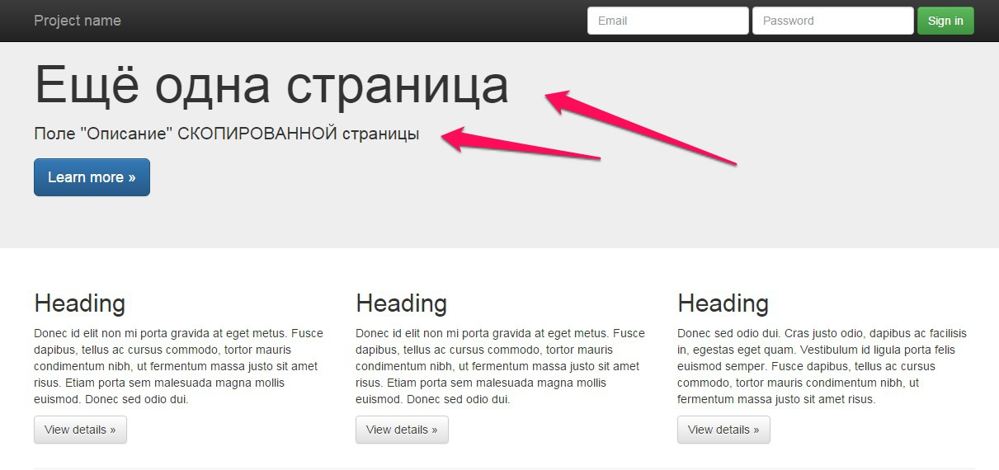 Project name
Email
Password
Sign in
Ещё одна страница
Поле "Описание" СКОПИРОВАННОЙ страницы
Learn more »
Heading
Donec id elit non mi porta gravida at eget metus. Fusce
dapibus, tellus ac cursus commodo, tortor mauris
condimentum nibh, ut fermentum massa justo sit amet
risus. Etiam porta sem malesuada magna mollis
euismod. Donec sed odio dui.
View details »
Heading
Donec id elit non mi porta gravida at eget metus. Fusce
dapibus, tellus ac cursus commodo, tortor mauris
condimentum nibh, ut fermentum massa justo sit amet
risus. Etiam porta sem malesuada magna mollis
euismod. Donec sed odio dui.
View details »
Heading
Donec sed odio dui. Cras justo odio, dapibus ac facilisis
in, egestas eget quam. Vestibulum id ligula porta felis
euismod semper. Fusce dapibus, tellus ac cursus
commodo, tortor mauris condimentum nibh, ut
fermentum massa justo sit amet risus.
View details »